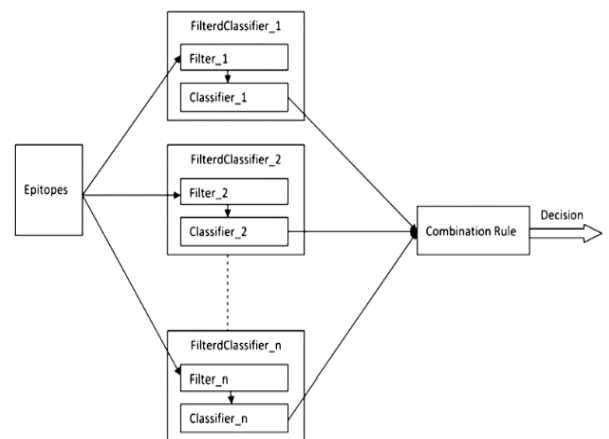 FilterdClassifier_1
Filter_1
Classifier_1
Epitopes
FilterdClassifier_2
Filter_2
Classifier_2
Combination Rule
Decision
FilterdClassifier_n
Filter_n
Classifier_n